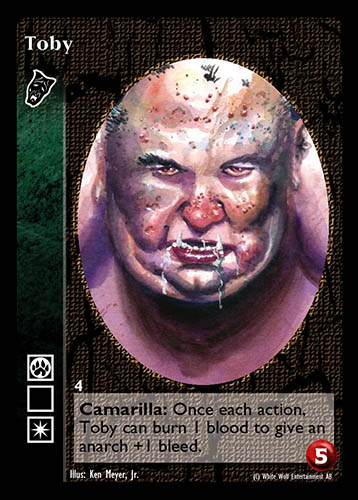 Toby
4
Camarilla: Once each action,
Toby can burn 1 blood to give an
anarch +1 bleed.
5
Illus: Ken Meyer, Jr.
(C) White Wolf Entertainment AB